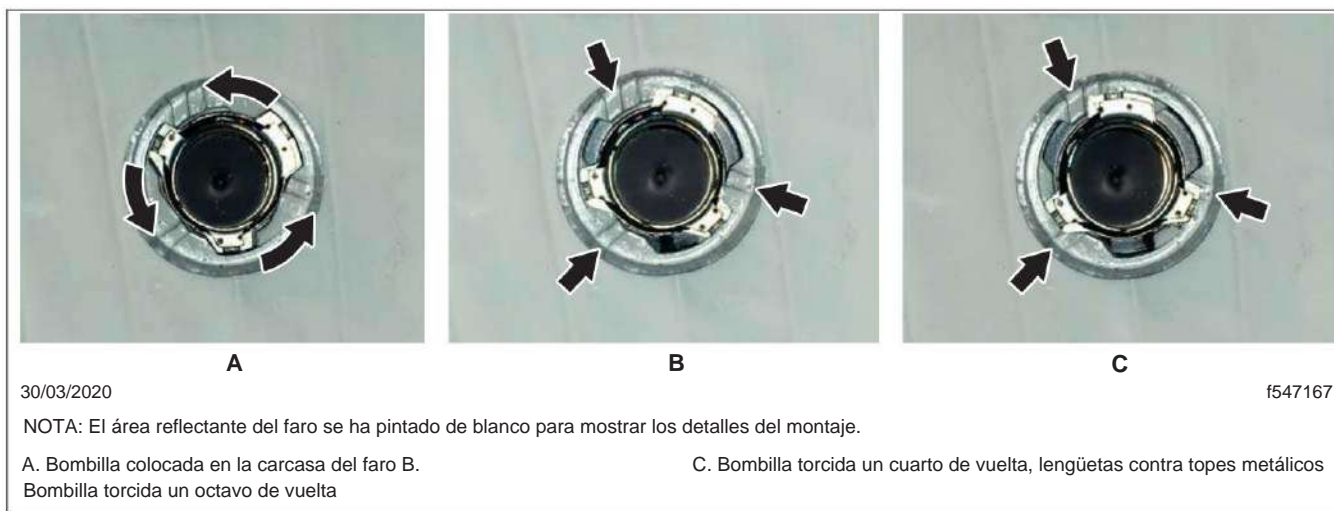 A
B
C
30/03/2020
f547167
NOTA: El área reflectante del faro se ha pintado de blanco para mostrar los detalles del montaje.
A. Bombilla colocada en la carcasa del faro B.
Bombilla torcida un octavo de vuelta
C. Bombilla torcida un cuarto de vuelta, lengüetas contra topes metálicos